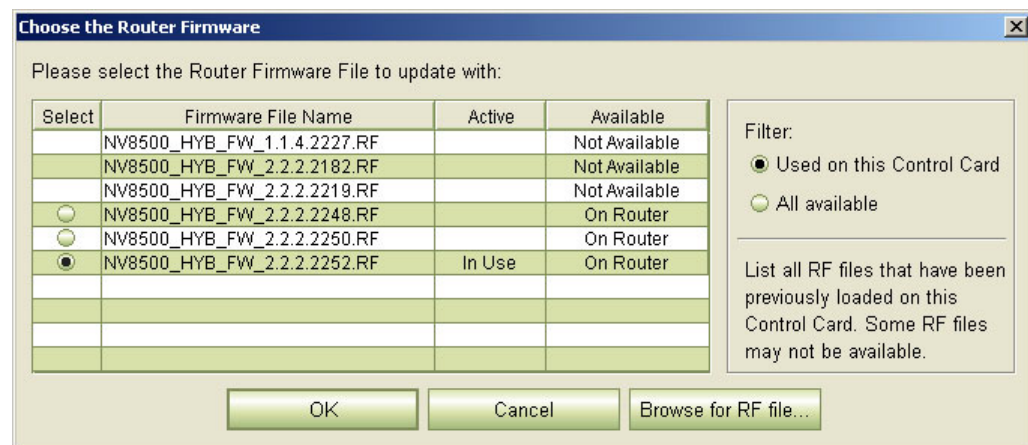 Choose the Router Firmware
Please select the Router Firmware File to update with:
Select Firmware File Name Active Available
NV8500_HYB_FW_1.1.4.2227.RF Not Available
NV8500_HYB_FW_2.2.2.2182.RF Not Available
NV8500_HYB_FW_2.2.2.2219.RF Not Available
NV8500_HYB_FW_2.2.2.2248.RF On Router
NV8500_HYB_FW_2.2.2.2250.RF On Router
NV8500_HYB_FW_2.2.2.2252.RF In Use On Router
Filter:
Used on this Control Card
All available
List all RF files that have been
previously loaded on this
Control Card. Some RF files
may not be available.
OK Cancel Browse for RF file...